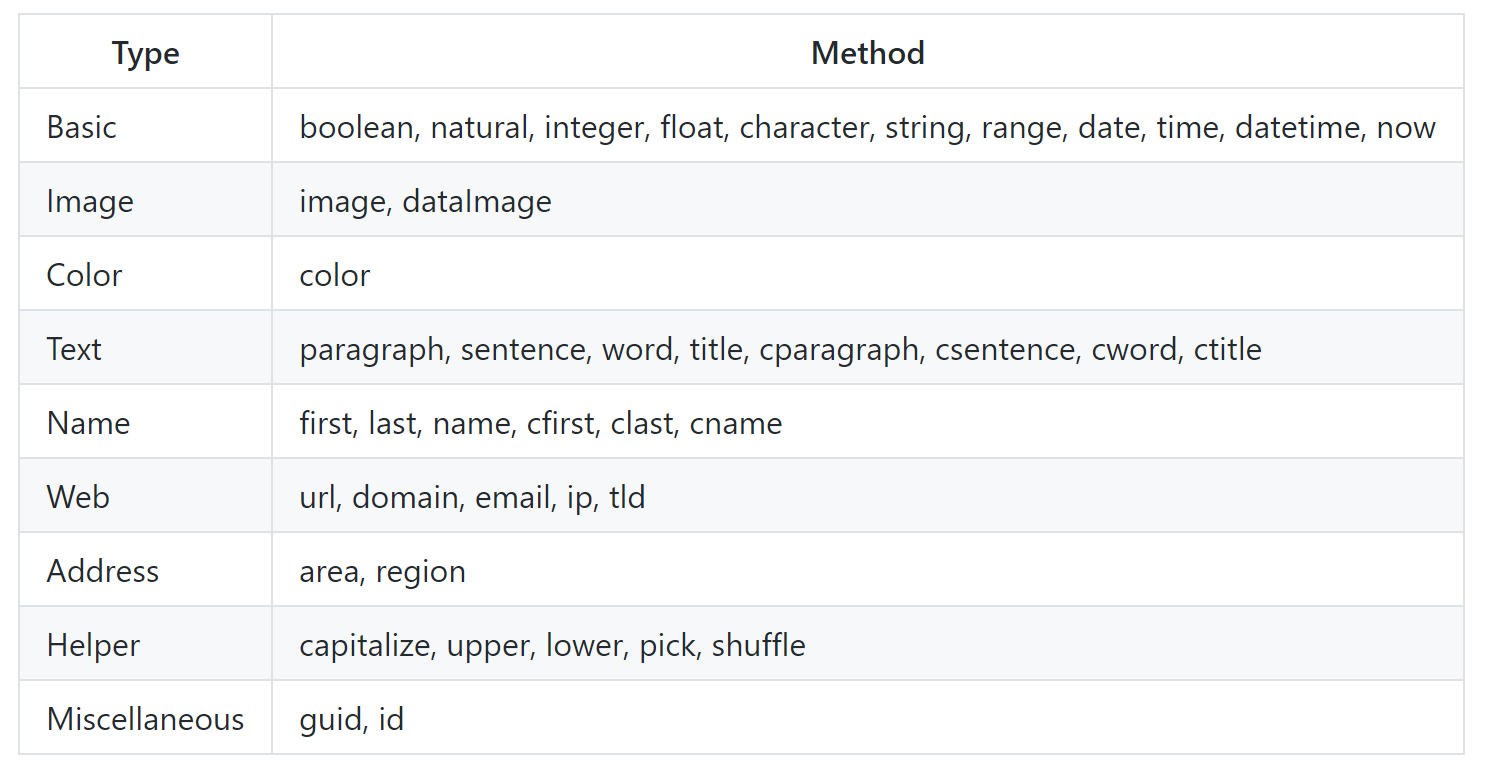 Type Method
Basic boolean, natural, integer, float, character, string, range, date, time, datetime, now
Image image, dataImage
Color color
Text paragraph, sentence, word, title, cparagraph, csentence, cword, ctitle
Name first, last, name, cfirst, clast, cname
Web url, domain, email, ip, tld
Address area, region
Helper capitalize, upper, lower, pick, shuffle
Miscellaneous guid, id